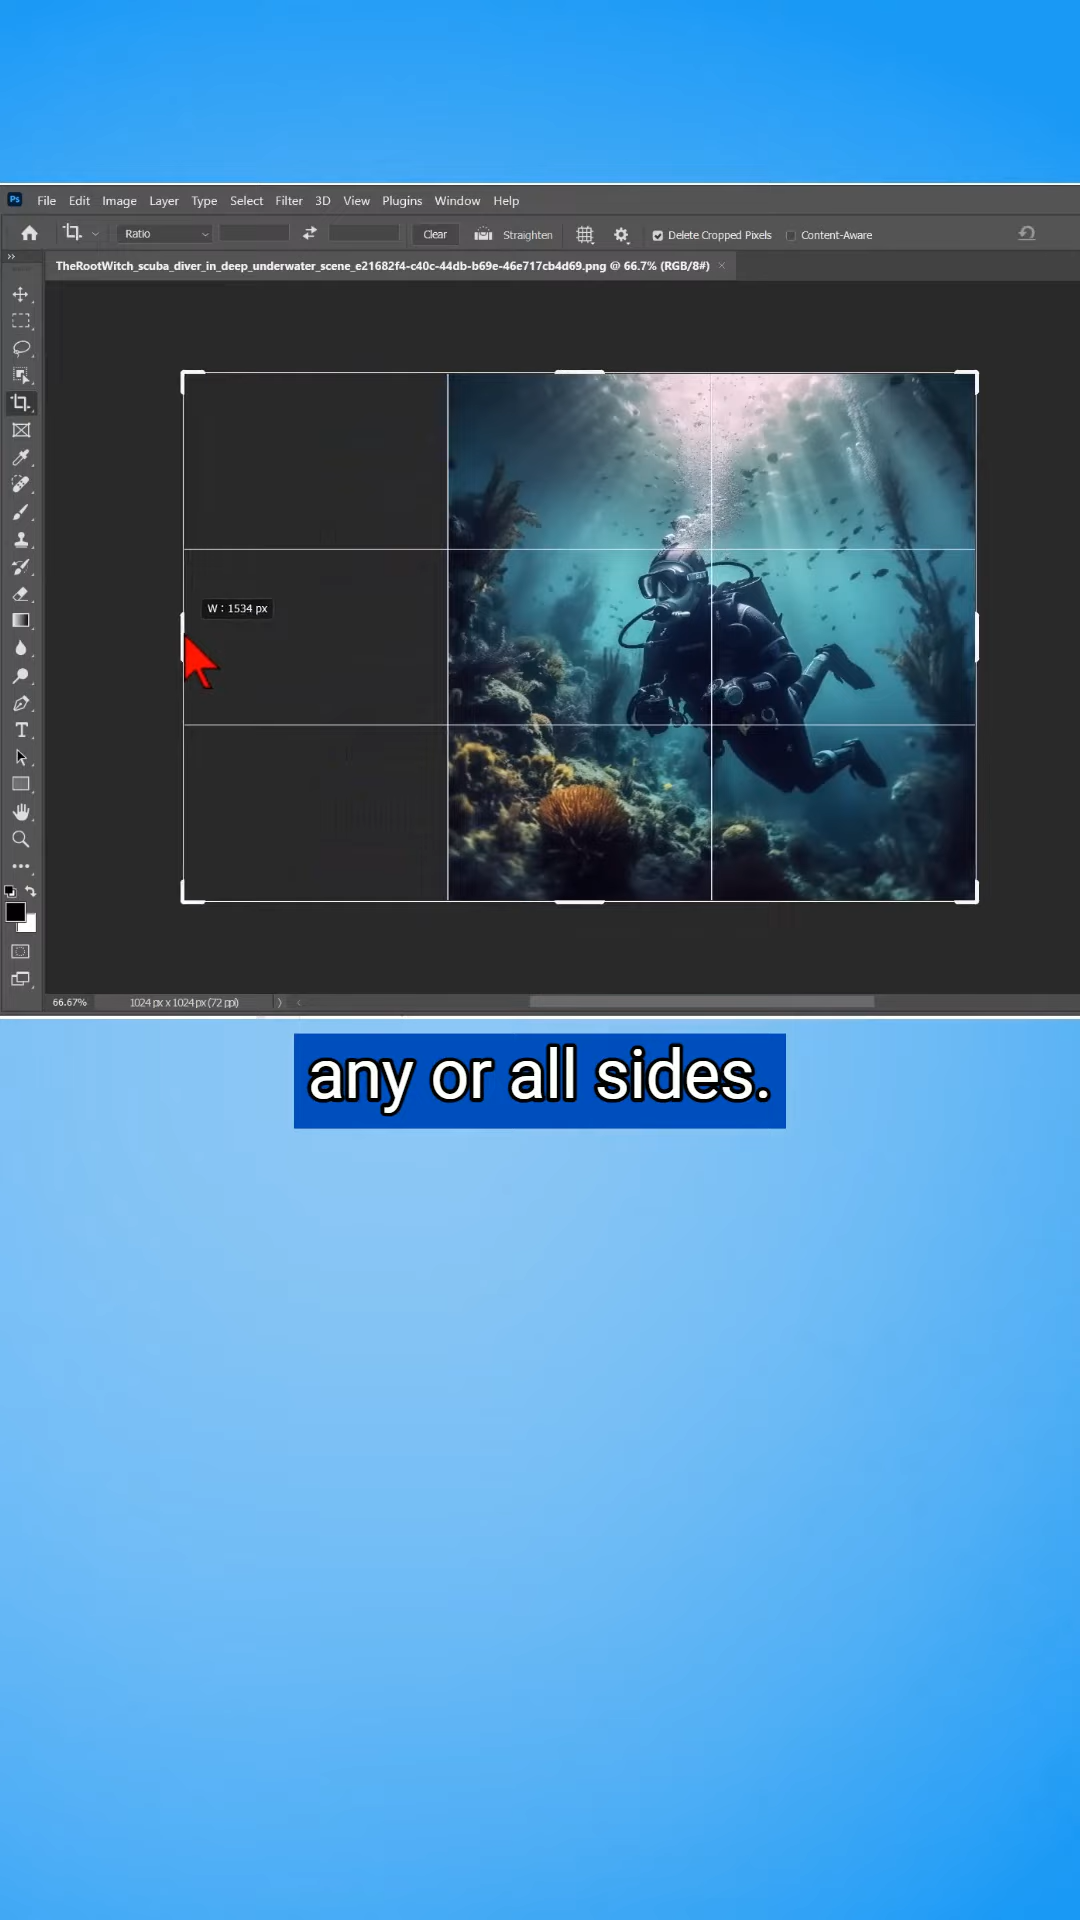 Ps File Edit Image Layer Type Select Filter 3D View Plugins Window Help
Ratio Clear Straighten Delete Cropped Pixels Content-Aware
TheRootWitch_scuba_diver_in_deep_underwater_scene_e21682f4-c40c-44db-b69e-46e717cb4d69.png @ 66.7% (RGB/8#) ×
W : 1534 px
66.67% 1024 px x 1024 px (72 ppi)
any or all sides.